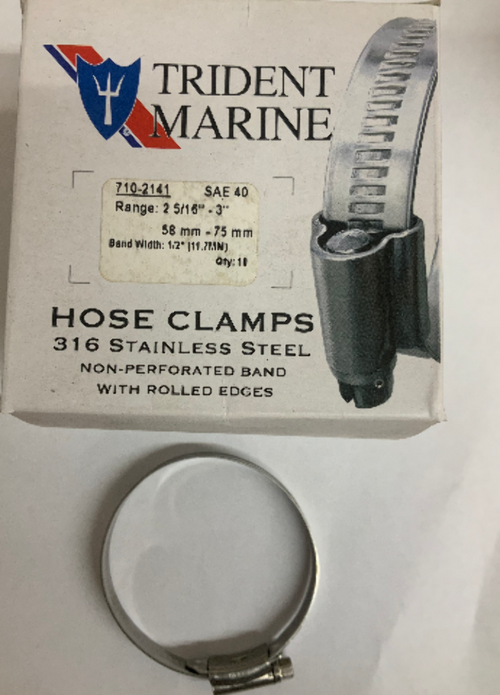 TRIDENT
MARINE
710-2141 SAE 40
Range: 2 5/16" - 3"
58 mm - 75 mm
Band Width: 1/2" (11.7MM)
Qty: 10
HOSE CLAMPS
316 STAINLESS STEEL
NON-PERFORATED BAND
WITH ROLLED EDGES